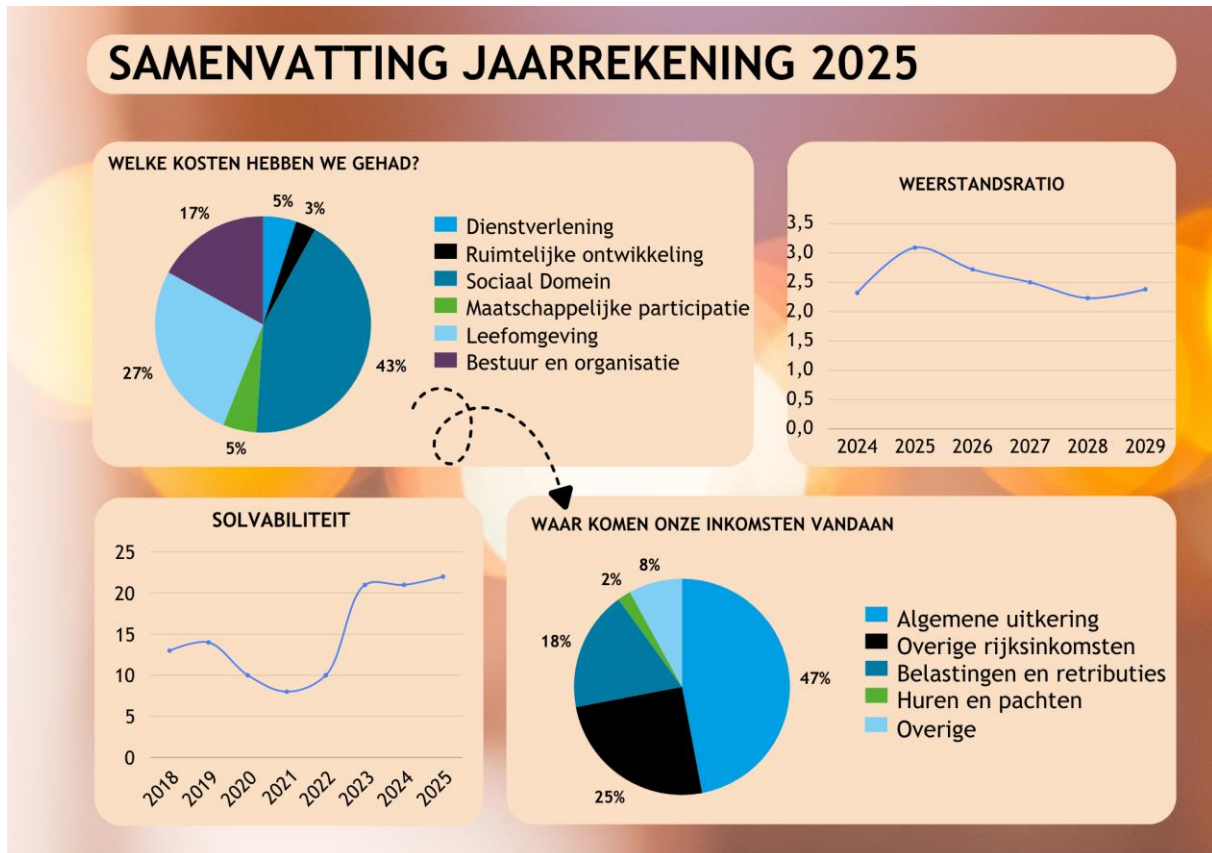 SAMENVATTING JAARREKENING 2025
WELKE KOSTEN HEBBEN WE GEHAD?
5%
3%
17%
43%
27%
5%
Dienstverlening
Ruimtelijke ontwikkeling
Sociaal Domein
Maatschappelijke participatie
Leefomgeving
Bestuur en organisatie
WEERSTANDSRATIO
3,5
3,0
2,5
2,0
1,5
1,0
0,5
0,0
2024 2025 2026 2027 2028 2029
SOLVABILITEIT
25
20
15
10
5
0
2018 2019 2020 2021 2022 2023 2024 2025
WAAR KOMEN ONZE INKOMSTEN VANDAAN
8%
2%
18%
47%
25%
Algemene uitkering
Overige rijksinkomsten
Belastingen en retributies
Huren en pachten
Overige